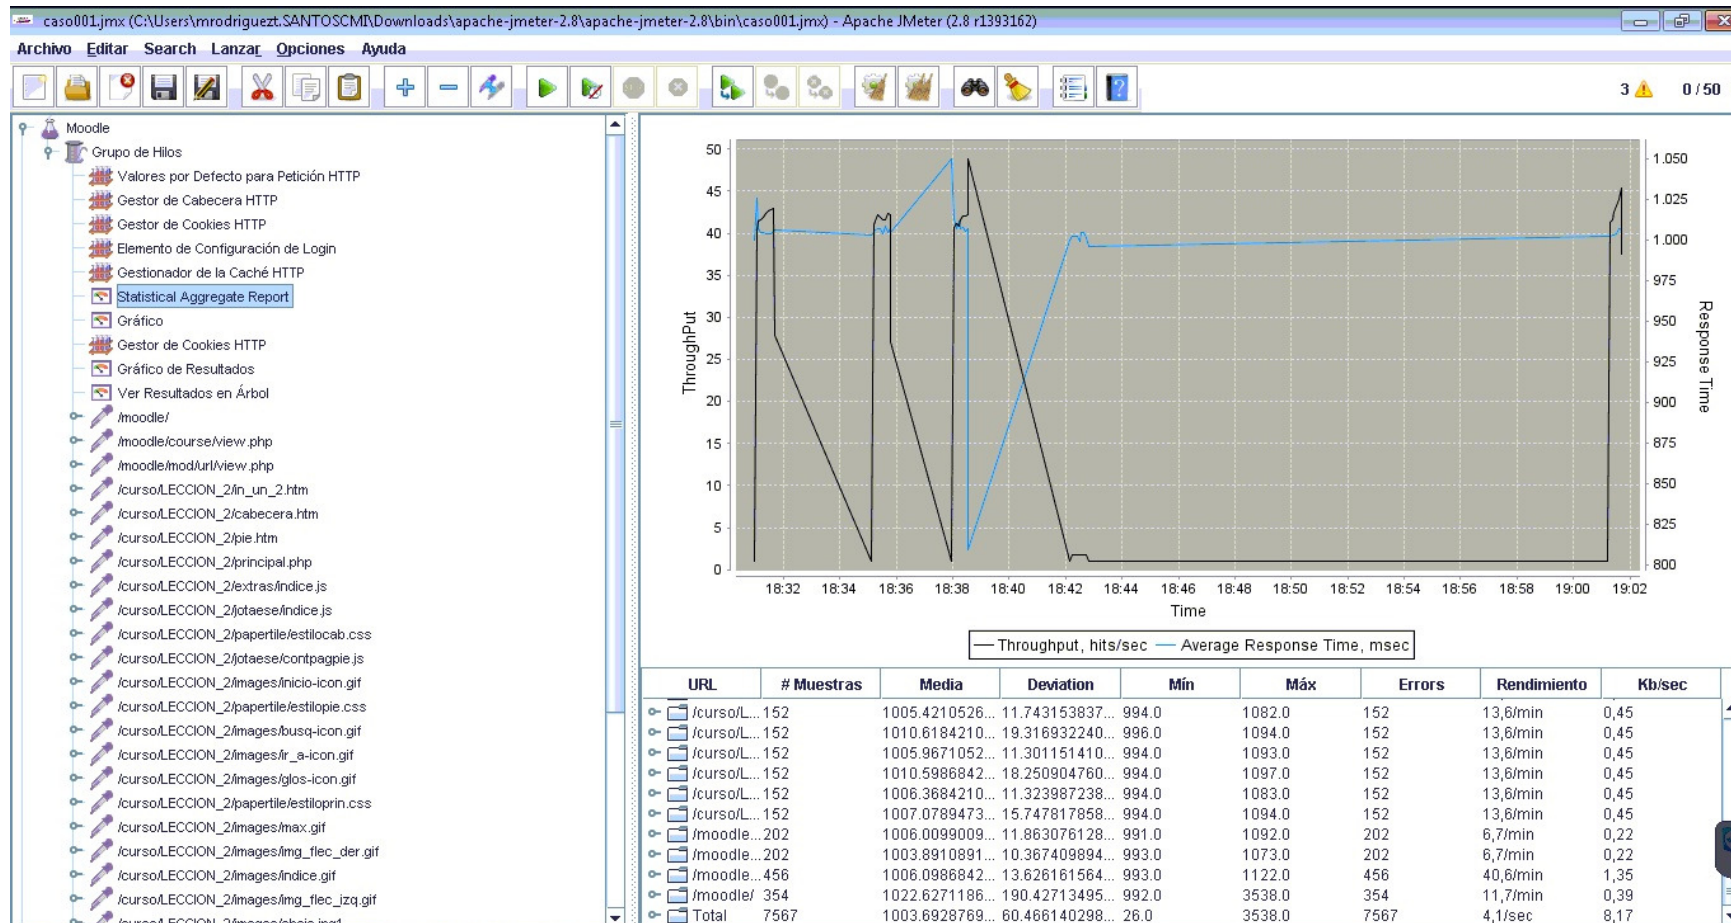 caso001.jmx (C:\Users\mrodriguezt.SANTOSCMI\Downloads\apache-jmeter-2.8\apache-jmeter-2.8\bin\caso001.jmx) - Apache JMeter (2.8 r1393162)
Archivo Editar Search Lanzar Opciones Ayuda
3 0 / 50
Moodle
Grupo de Hilos
Valores por Defecto para Petición HTTP
Gestor de Cabecera HTTP
Gestor de Cookies HTTP
Elemento de Configuración de Login
Gestionador de la Caché HTTP
Statistical Aggregate Report
Gráfico
Gestor de Cookies HTTP
Gráfico de Resultados
Ver Resultados en Árbol
/moodle/
/moodle/course/view.php
/moodle/mod/url/view.php
/curso/LECCION_2/in_un_2.htm
/curso/LECCION_2/cabecera.htm
/curso/LECCION_2/pie.htm
/curso/LECCION_2/principal.php
/curso/LECCION_2/extras/indice.js
/curso/LECCION_2/jotaese/indice.js
/curso/LECCION_2/papertile/estilocab.css
/curso/LECCION_2/jotaese/contpagpie.js
/curso/LECCION_2/images/inicio-icon.gif
/curso/LECCION_2/papertile/estilopie.css
/curso/LECCION_2/images/busq-icon.gif
/curso/LECCION_2/images/ir_a-icon.gif
/curso/LECCION_2/images/glos-icon.gif
/curso/LECCION_2/papertile/estiloprin.css
/curso/LECCION_2/images/max.gif
/curso/LECCION_2/images/img_flec_der.gif
/curso/LECCION_2/images/indice.gif
/curso/LECCION_2/images/img_flec_izq.gif
ThroughPut
50
45
40
35
30
25
20
15
10
5
0
1.050
1.025
1.000
975
950
925
900
875
850
825
800
Response Time
18:32 18:34 18:36 18:38 18:40 18:42 18:44 18:46 18:48 18:50 18:52 18:54 18:56 18:58 19:00 19:02
Time
Throughput, hits/sec Average Response Time, msec
URL # Muestras Media Deviation Mín Máx Errors Rendimiento Kb/sec
/curso/L... 152 1005.4210526... 11.743153837... 994.0 1082.0 152 13,6/min 0,45
/curso/L... 152 1010.6184210... 19.316932240... 996.0 1094.0 152 13,6/min 0,45
/curso/L... 152 1005.9671052... 11.301151410... 994.0 1093.0 152 13,6/min 0,45
/curso/L... 152 1010.5986842... 18.250904760... 994.0 1097.0 152 13,6/min 0,45
/curso/L... 152 1006.3684210... 11.323987238... 994.0 1083.0 152 13,6/min 0,45
/curso/L... 152 1007.0789473... 15.747817858... 994.0 1094.0 152 13,6/min 0,45
/moodle... 202 1006.0099009... 11.863076128... 991.0 1092.0 202 6,7/min 0,22
/moodle... 202 1003.8910891... 10.367409894... 993.0 1073.0 202 6,7/min 0,22
/moodle... 456 1006.0986842... 13.626161564... 993.0 1122.0 456 40,6/min 1,35
/moodle/ 354 1022.6271186... 190.42713495... 992.0 3538.0 354 11,7/min 0,39
Total 7567 1003.6928769... 60.466140298... 26.0 3538.0 7567 4,1/sec 0,17